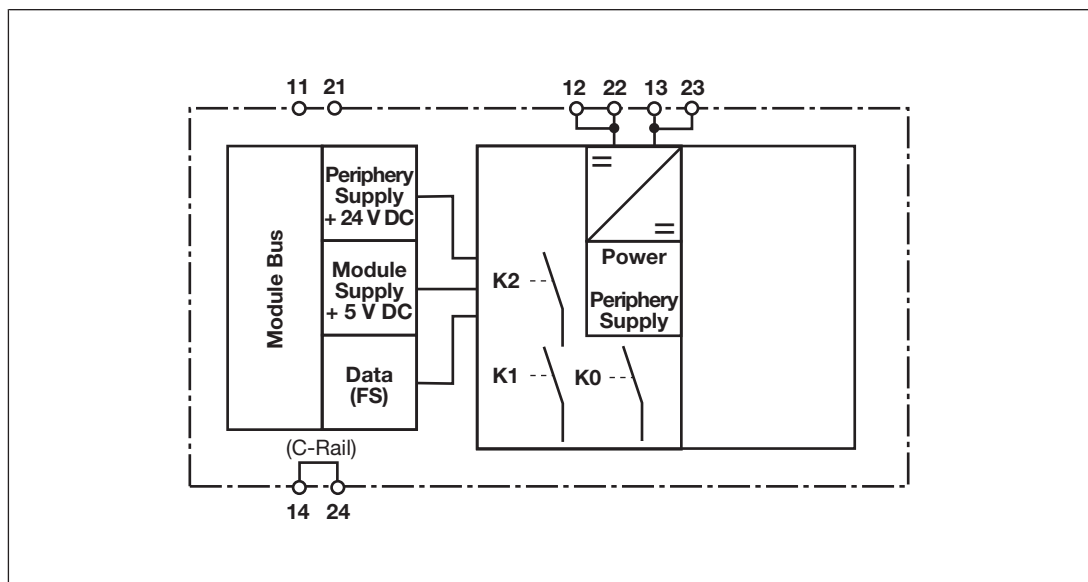 11 21 12 22 13 23
Module Bus
Periphery
Supply
+ 24 V DC
Module
Supply
+ 5 V DC
Data
(FS)
K2
K1
K0
=
=
Power
Periphery
Supply
(C-Rail)
14 24